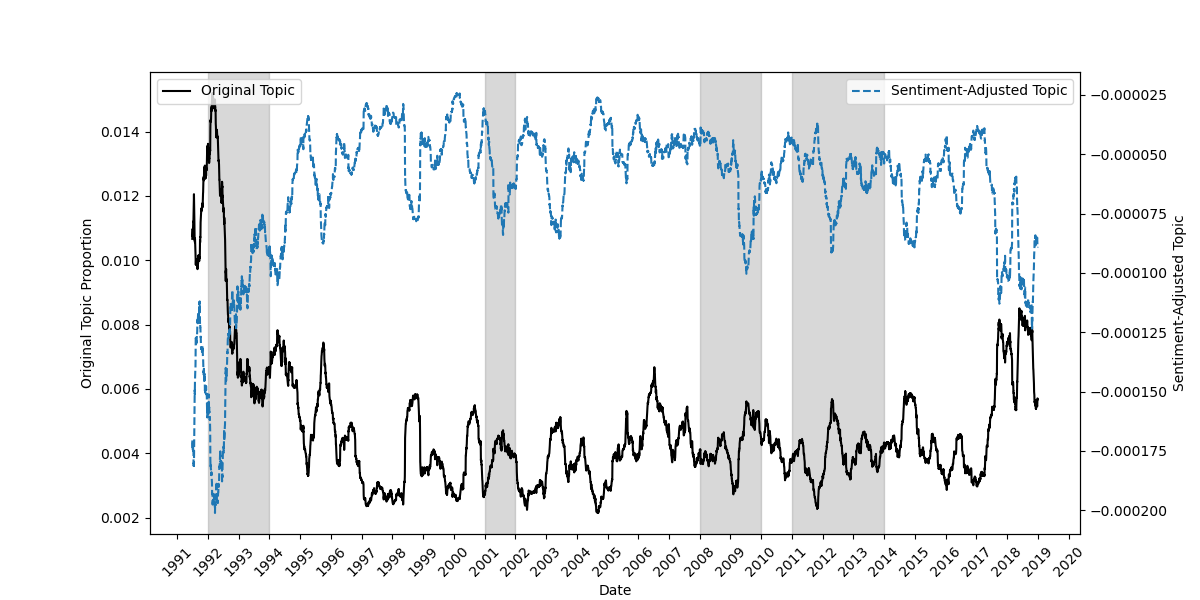 Original Topic
Sentiment-Adjusted Topic
0.014
0.012
0.010
0.008
0.006
0.004
0.002
Original Topic Proportion
−0.000025
−0.000050
−0.000075
−0.000100
−0.000125
−0.000150
−0.000175
−0.000200
Sentiment-Adjusted Topic
1991 1992 1993 1994 1995 1996 1997 1998 1999 2000 2001 2002 2003 2004 2005 2006 2007 2008 2009 2010 2011 2012 2013 2014 2015 2016 2017 2018 2019 2020
Date